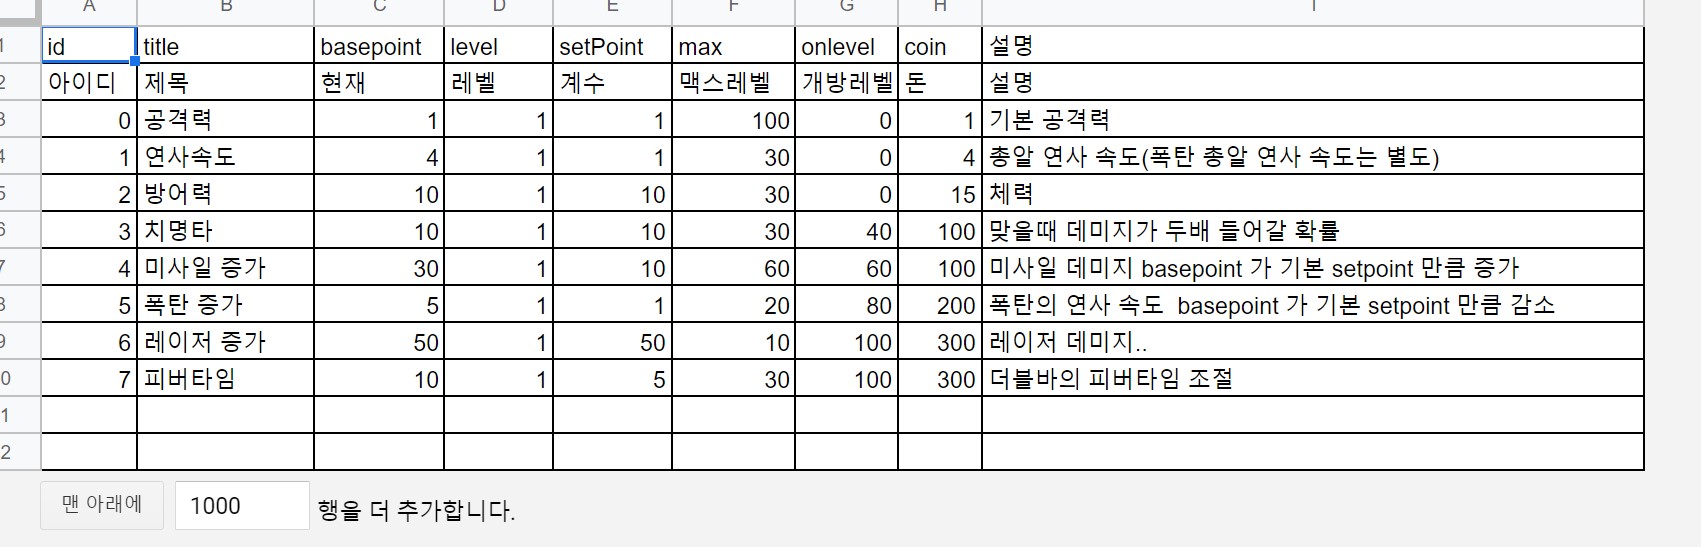 A B C D E F G H I
1 id title basepoint level setPoint max onlevel coin 설명
2 아이디 제목 현재 레벨 계수 맥스레벨 개방레벨 돈 설명
3 0 공격력 1 1 1 100 0 1 기본 공격력
4 1 연사속도 4 1 1 30 0 4 총알 연사 속도(폭탄 총알 연사 속도는 별도)
5 2 방어력 10 1 10 30 0 15 체력
6 3 치명타 10 1 10 30 40 100 맞을때 데미지가 두배 들어갈 확률
7 4 미사일 증가 30 1 10 60 60 100 미사일 데미지 basepoint 가 기본 setpoint 만큼 증가
8 5 폭탄 증가 5 1 1 20 80 200 폭탄의 연사 속도 basepoint 가 기본 setpoint 만큼 감소
9 6 레이저 증가 50 1 50 10 100 300 레이저 데미지..
0 7 피버타임 10 1 5 30 100 300 더블바의 피버타임 조절
1
2
맨 아래에 1000 행을 더 추가합니다.